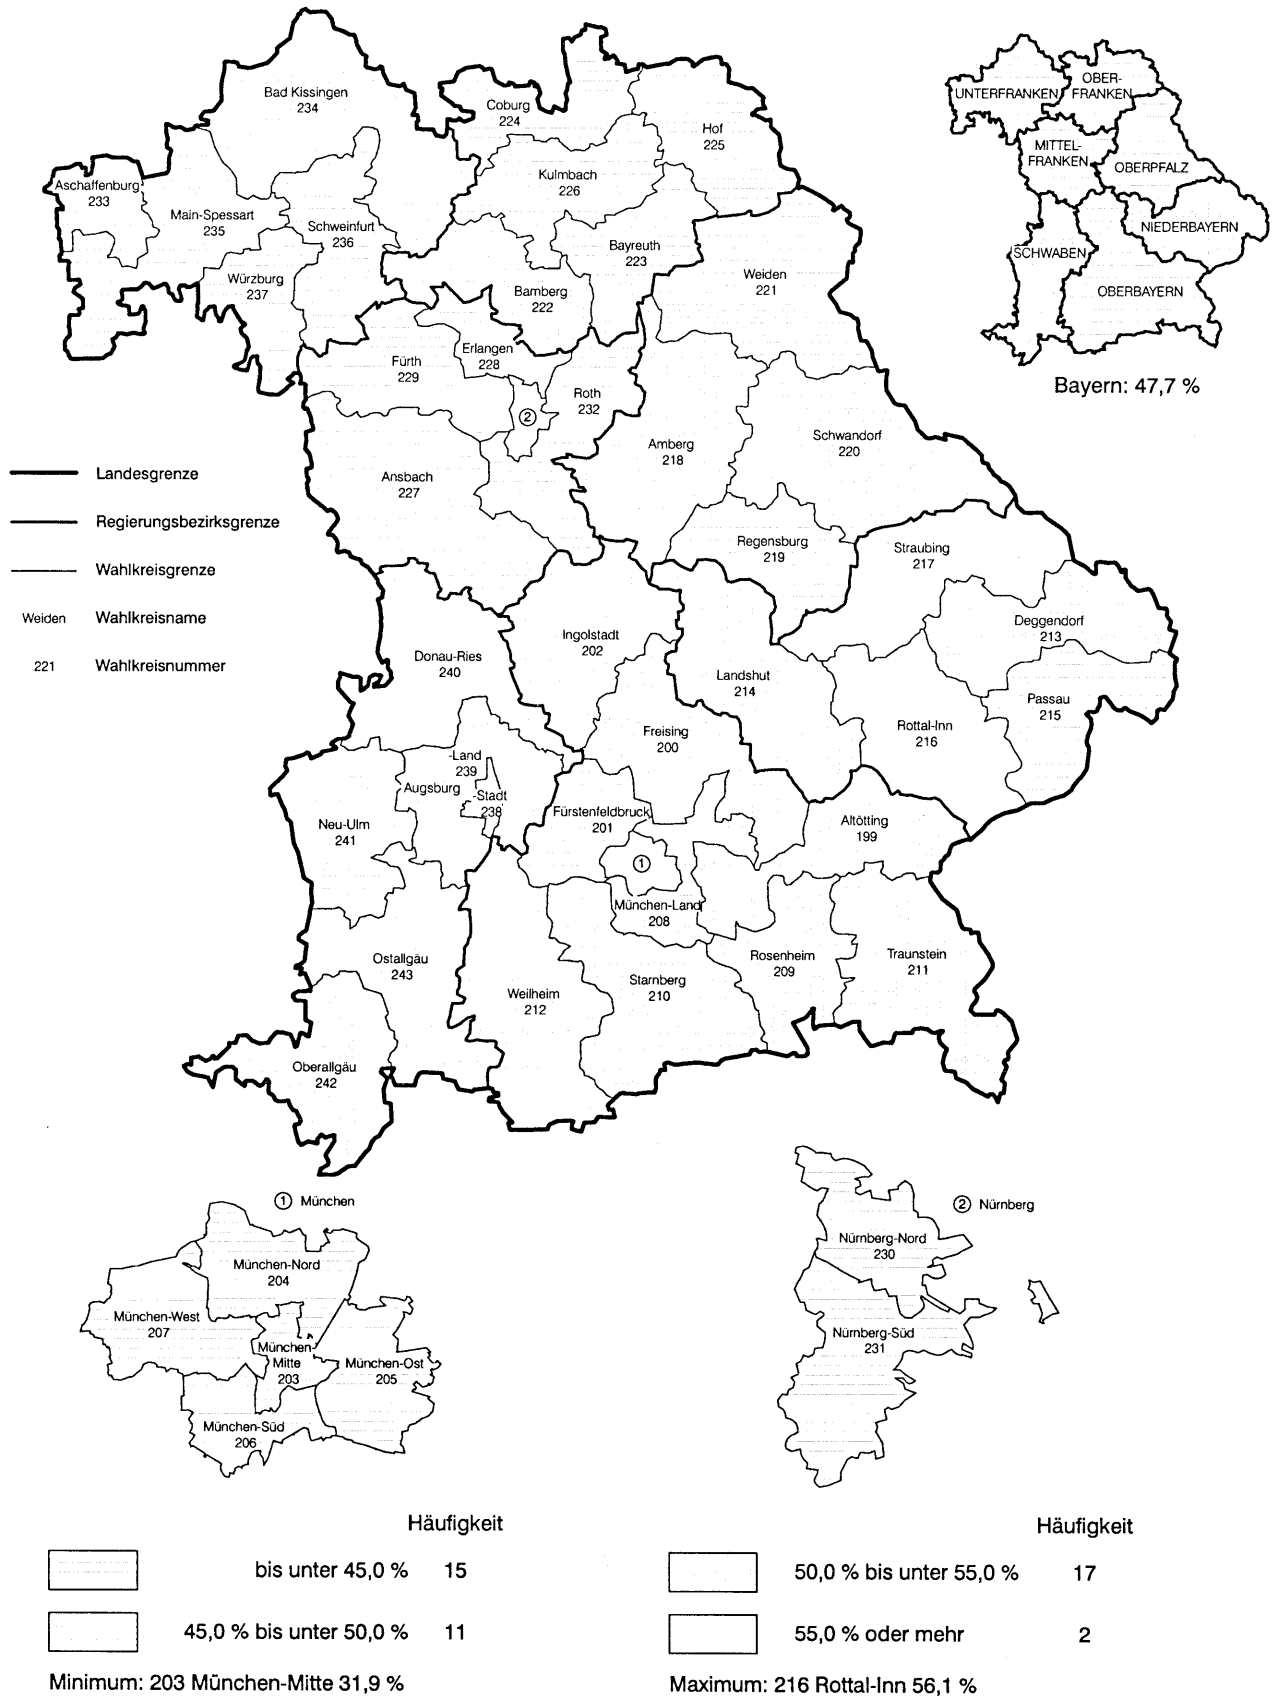 Bad Kissingen
234
Coburg
224
Hof
225
Kulmbach
226
Aschaffenburg
233
Main-Spessart
235
Schweinfurt
236
Würzburg
237
Bayreuth
223
Bamberg
222
Weiden
221
UNTERFRANKEN
OBER-
FRANKEN
MITTEL-
FRANKEN
OBERPFALZ
NIEDERBAYERN
SCHWABEN
OBERBAYERN
Bayern: 47,7 %
Fürth
229
Erlangen
228
Roth
232
2
Ansbach
227
Amberg
218
Schwandorf
220
Regensburg
219
Straubing
217
Landesgrenze
Regierungsbezirksgrenze
Wahlkreisgrenze
Weiden Wahlkreisname
221 Wahlkreisnummer
Deggendorf
213
Ingolstadt
202
Donau-Ries
240
Landshut
214
Passau
215
Rottal-Inn
216
Freising
200
-Land
239
Augsburg
-Stadt
238
Neu-Ulm
241
Fürstenfeldbruck
201
Altötting
199
1
München-Land
208
Ostallgäu
243
Weilheim
212
Starnberg
210
Rosenheim
209
Traunstein
211
Oberallgäu
242
1 München
München-Nord
204
München-West
207
München-
Mitte
203
München-Ost
205
München-Süd
206
2 Nürnberg
Nürnberg-Nord
230
Nürnberg-Süd
231
Häufigkeit
bis unter 45,0 % 15
45,0 % bis unter 50,0 % 11
Minimum: 203 München-Mitte 31,9 %
Häufigkeit
50,0 % bis unter 55,0 % 17
55,0 % oder mehr 2
Maximum: 216 Rottal-Inn 56,1 %